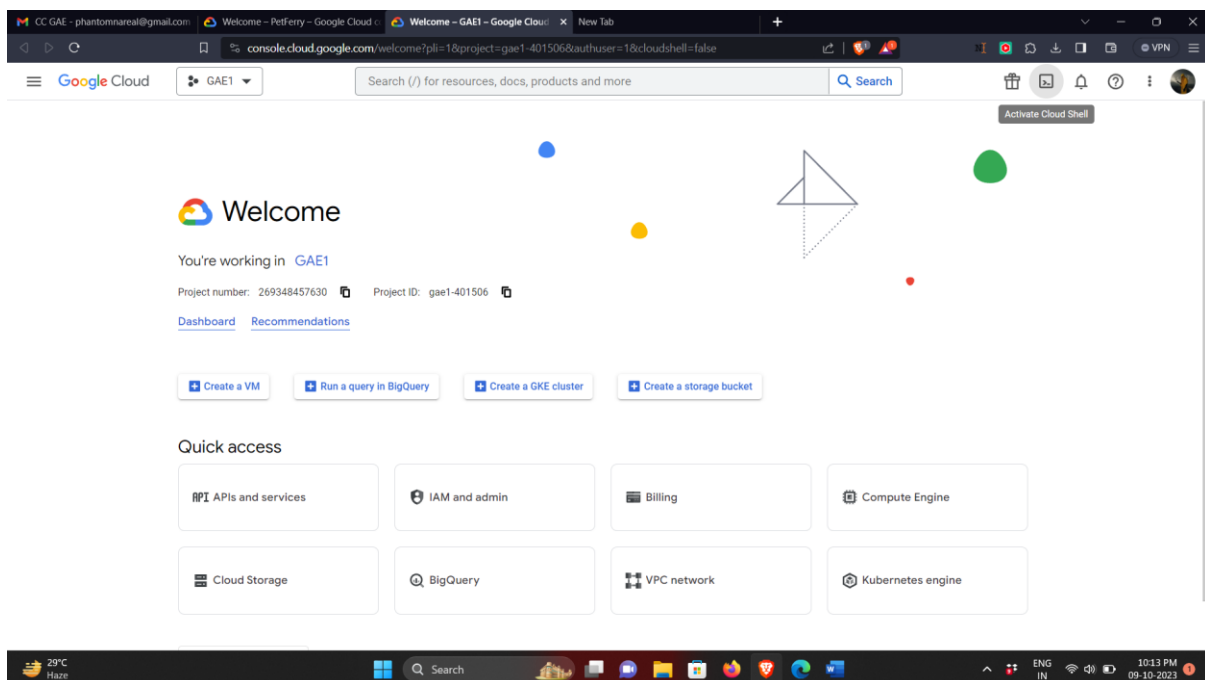 CC GAE - phantomnareal@gmail.com
Welcome – PetFerry – Google Cloud co
Welcome – GAE1 – Google Cloud
New Tab
console.cloud.google.com/welcome?pli=1&project=gae1-401506&authuser=1&cloudshell=false
VPN
Google Cloud
GAE1
Search (/) for resources, docs, products and more
Search
Activate Cloud Shell
Welcome
You're working in GAE1
Project number: 269348457630 Project ID: gae1-401506
Dashboard Recommendations
Create a VM Run a query in BigQuery Create a GKE cluster Create a storage bucket
Quick access
API APIs and services IAM and admin Billing Compute Engine
Cloud Storage BigQuery VPC network Kubernetes engine
29°C
Haze
Search
ENG
IN
10:13 PM
09-10-2023
1